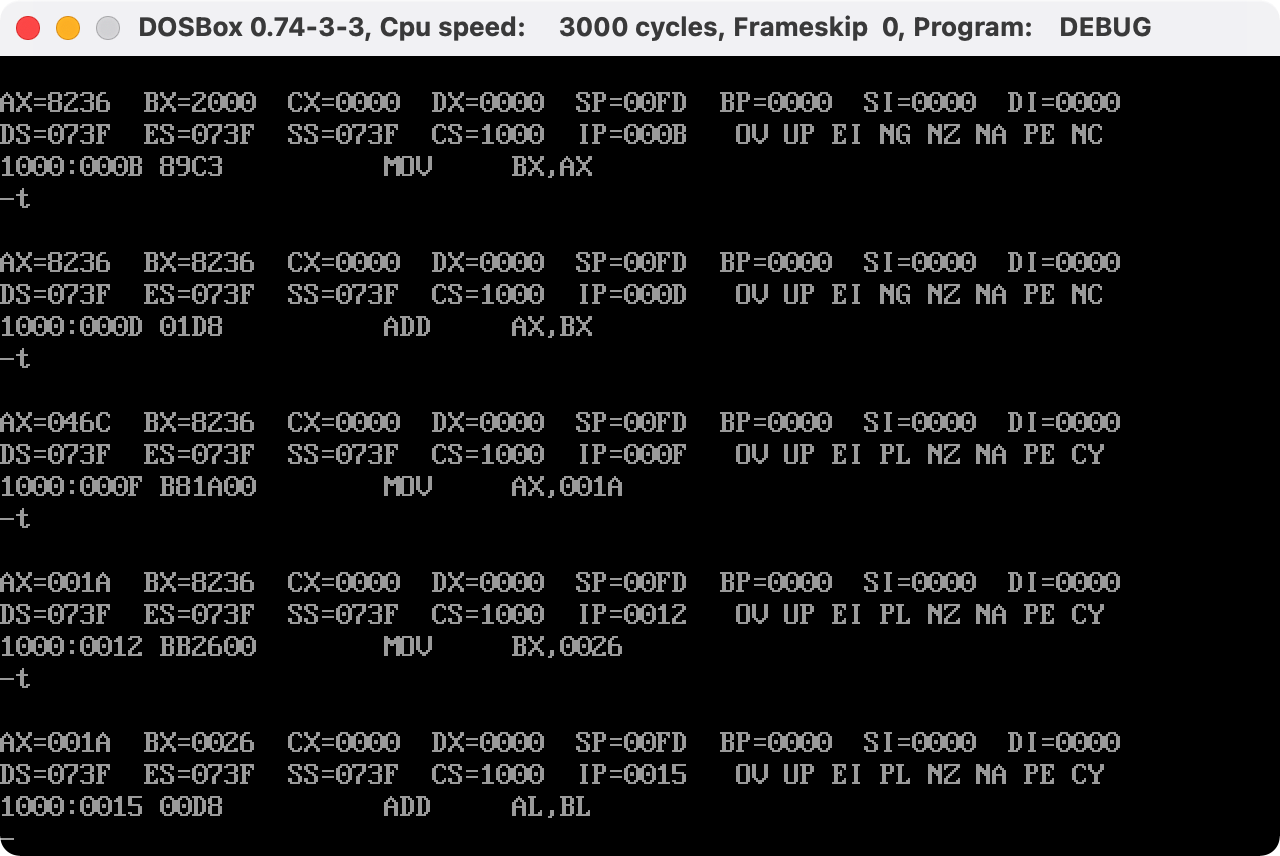 DOSBox 0.74-3-3, Cpu speed:    3000 cycles, Frameskip  0, Program:    DEBUG
AX=8236  BX=2000  CX=0000  DX=0000  SP=00FD  BP=0000  SI=0000  DI=0000
DS=073F  ES=073F  SS=073F  CS=1000  IP=000B   OV UP EI NG NZ NA PE NC
1000:000B 89C3          MOV     BX,AX
-t
AX=8236  BX=8236  CX=0000  DX=0000  SP=00FD  BP=0000  SI=0000  DI=0000
DS=073F  ES=073F  SS=073F  CS=1000  IP=000D   OV UP EI NG NZ NA PE NC
1000:000D 01D8          ADD     AX,BX
-t
AX=046C  BX=8236  CX=0000  DX=0000  SP=00FD  BP=0000  SI=0000  DI=0000
DS=073F  ES=073F  SS=073F  CS=1000  IP=000F   OV UP EI PL NZ NA PE CY
1000:000F B81A00        MOV     AX,001A
-t
AX=001A  BX=8236  CX=0000  DX=0000  SP=00FD  BP=0000  SI=0000  DI=0000
DS=073F  ES=073F  SS=073F  CS=1000  IP=0012   OV UP EI PL NZ NA PE CY
1000:0012 BB2600        MOV     BX,0026
-t
AX=001A  BX=0026  CX=0000  DX=0000  SP=00FD  BP=0000  SI=0000  DI=0000
DS=073F  ES=073F  SS=073F  CS=1000  IP=0015   OV UP EI PL NZ NA PE CY
1000:0015 00D8          ADD     AL,BL
-